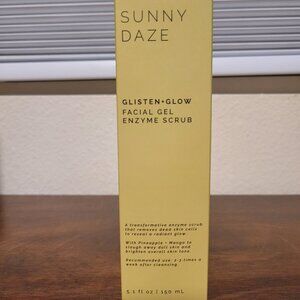 SUNNY
DAZE
GLISTEN+GLOW
FACIAL GEL
ENZYME SCRUB
A transformative enzyme scrub
that removes dead skin cells
to reveal a radiant glow
With Pineapple + Mango to
slough away dull skin and
brighten overall skin tone.
Recommended use: 2-3 times a
week after cleansing
5.1 fl oz | 150 mL